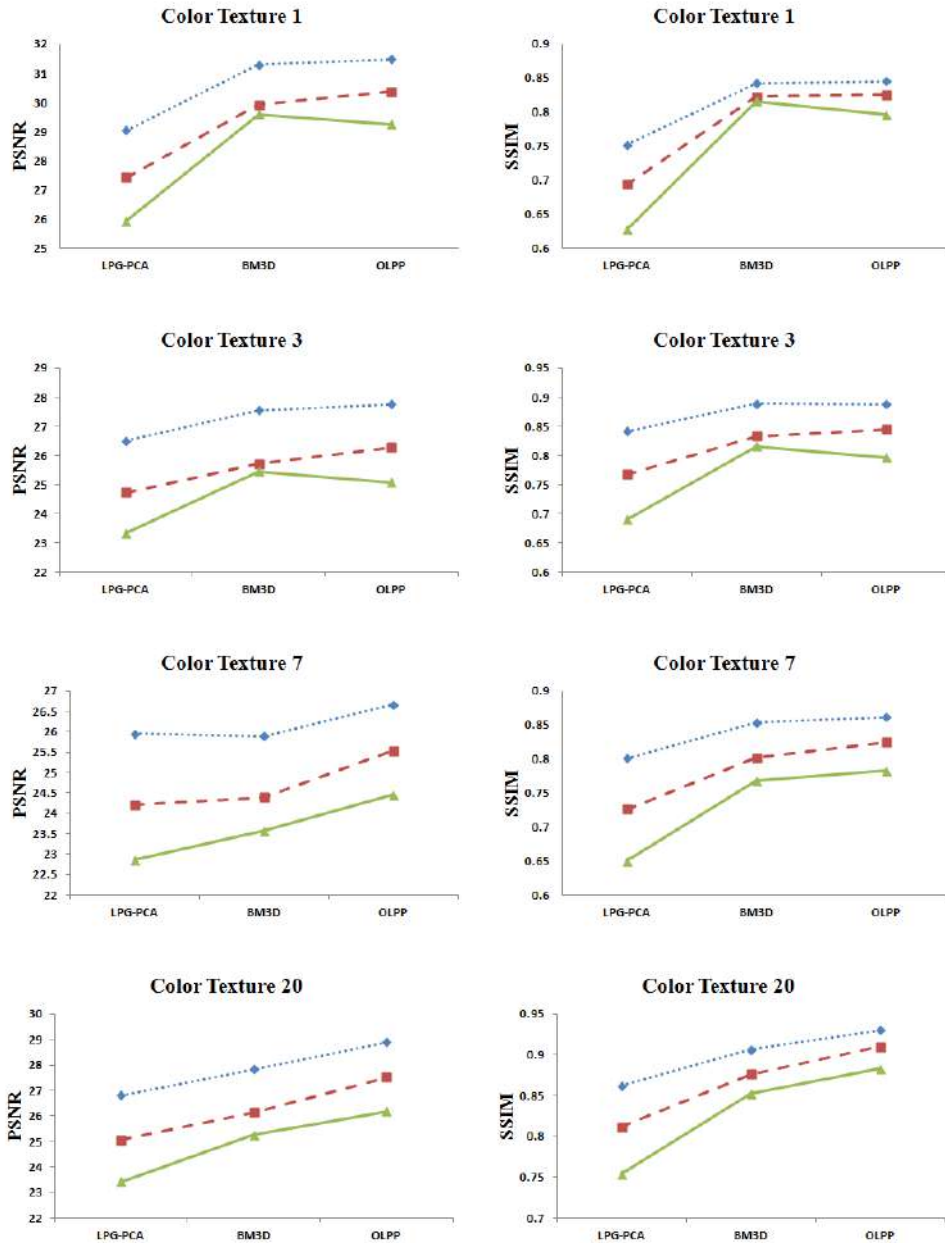 Color Texture 1
PSNR
32
31
30
29
28
27
26
25
LPG-PCA BM3D OLPP
Color Texture 1
SSIM
0.9
0.85
0.8
0.75
0.7
0.65
0.6
LPG-PCA BM3D OLPP
Color Texture 3
PSNR
29
28
27
26
25
24
23
22
LPG-PCA BM3D OLPP
Color Texture 3
SSIM
0.95
0.9
0.85
0.8
0.75
0.7
0.65
0.6
LPG-PCA BM3D OLPP
Color Texture 7
PSNR
27
26.5
26
25.5
25
24.5
24
23.5
23
22.5
22
LPG-PCA BM3D OLPP
Color Texture 7
SSIM
0.9
0.85
0.8
0.75
0.7
0.65
0.6
LPG-PCA BM3D OLPP
Color Texture 20
PSNR
30
29
28
27
26
25
24
23
22
LPG-PCA BM3D OLPP
Color Texture 20
SSIM
0.95
0.9
0.85
0.8
0.75
0.7
LPG-PCA BM3D OLPP